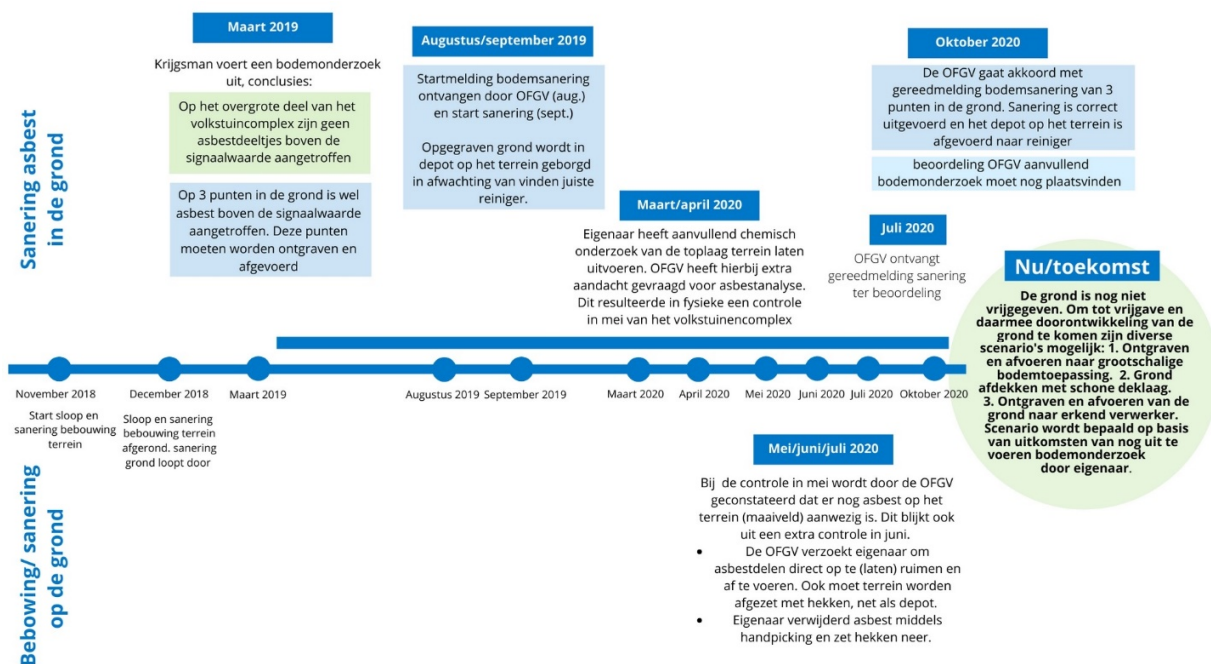 Sanering asbest
in de grond
Maart 2019
Krijgsman voert een bodemonderzoek
uit, conclusies:
Op het overgrote deel van het
volkstuincomplex zijn geen
asbestdeeltjes boven de
signaalwaarde aangetroffen
Op 3 punten in de grond is wel
asbest boven de signaalwaarde
aangetroffen. Deze punten
moeten worden ontgraven en
afgevoerd
Augustus/september 2019
Startmelding bodemsanering
ontvangen door OFGV (aug.)
en start sanering (sept.)
Opgegraven grond wordt in
depot op het terrein geborgd
in afwachting van vinden juiste
reiniger.
Maart/april 2020
Eigenaar heeft aanvullend chemisch
onderzoek van de toplaag terrein laten
uitvoeren. OFGV heeft hierbij extra
aandacht gevraagd voor asbestanalyse.
Dit resulteerde in fysieke een controle
in mei van het volkstuinencomplex
Juli 2020
OFGV ontvangt
gereedmelding sanering
ter beoordeling
Oktober 2020
De OFGV gaat akkoord met
gereedmelding bodemsanering van 3
punten in de grond. Sanering is correct
uitgevoerd en het depot op het terrein is
afgevoerd naar reiniger
beoordeling OFGV aanvullend
bodemonderzoek moet nog plaatsvinden
Nu/toekomst
De grond is nog niet
vrijgegeven. Om tot vrijgave en
daarmee doorontwikkeling van de
grond te komen zijn diverse
scenario's mogelijk: 1. Ontgraven
en afvoeren naar grootschalige
bodemtoepassing. 2. Grond
afdekken met schone deklaag.
3. Ontgraven en afvoeren van de
grond naar erkend verwerker.
Scenario wordt bepaald op basis
van uitkomsten van nog uit te
voeren bodemonderzoek
door eigenaar.
November 2018
December 2018
Maart 2019
Augustus 2019
September 2019
Maart 2020
April 2020
Mei 2020
Juni 2020
Juli 2020
Oktober 2020
Start sloop en
sanering bebouwing
terrein
Sloop en sanering
bebouwing terrein
afgerond. sanering
grond loopt door
Bebowing/ sanering
op de grond
Mei/juni/juli 2020
Bij de controle in mei wordt door de OFGV
geconstateerd dat er nog asbest op het
terrein (maaiveld) aanwezig is. Dit blijkt ook
uit een extra controle in juni.
• De OFGV verzoekt eigenaar om
asbestdelen direct op te (laten) ruimen en
af te voeren. Ook moet terrein worden
afgezet met hekken, net als depot.
• Eigenaar verwijderd asbest middels
handpicking en zet hekken neer.